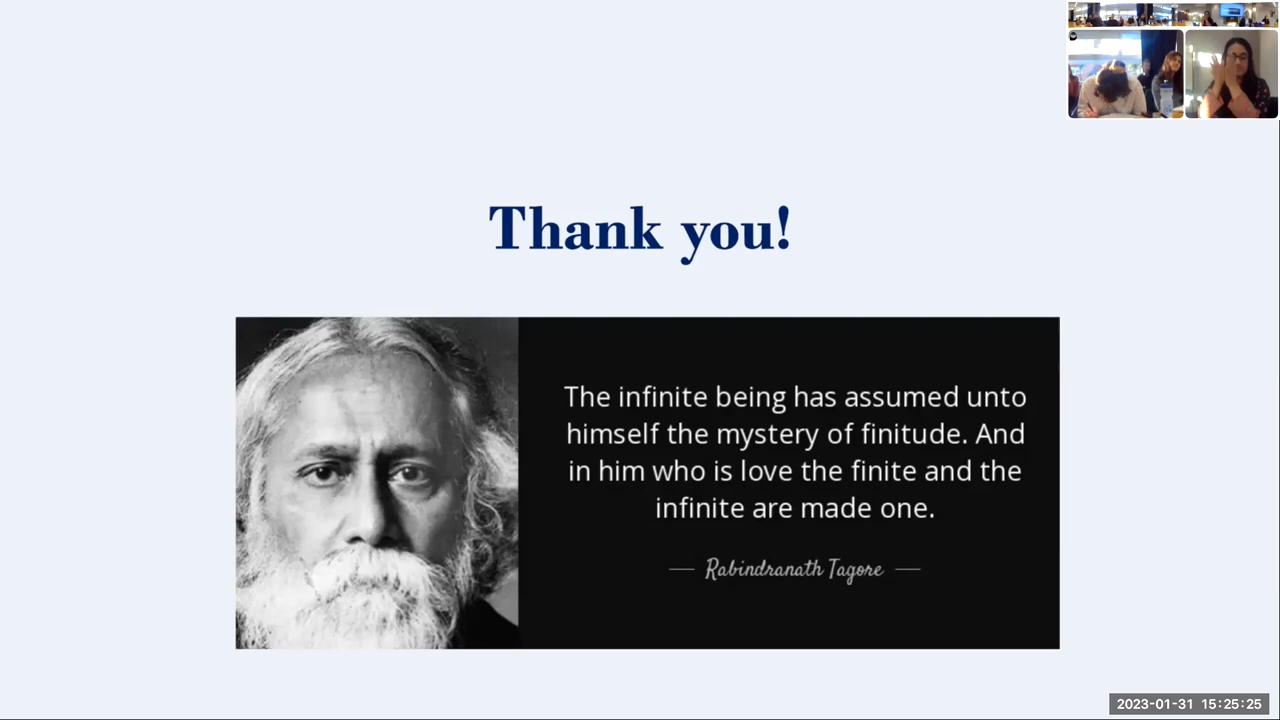 Thank you!
The infinite being has assumed unto
himself the mystery of finitude. And
in him who is love the finite and the
infinite are made one.
Rabindranath Tagore
2023-01-31 15:25:25